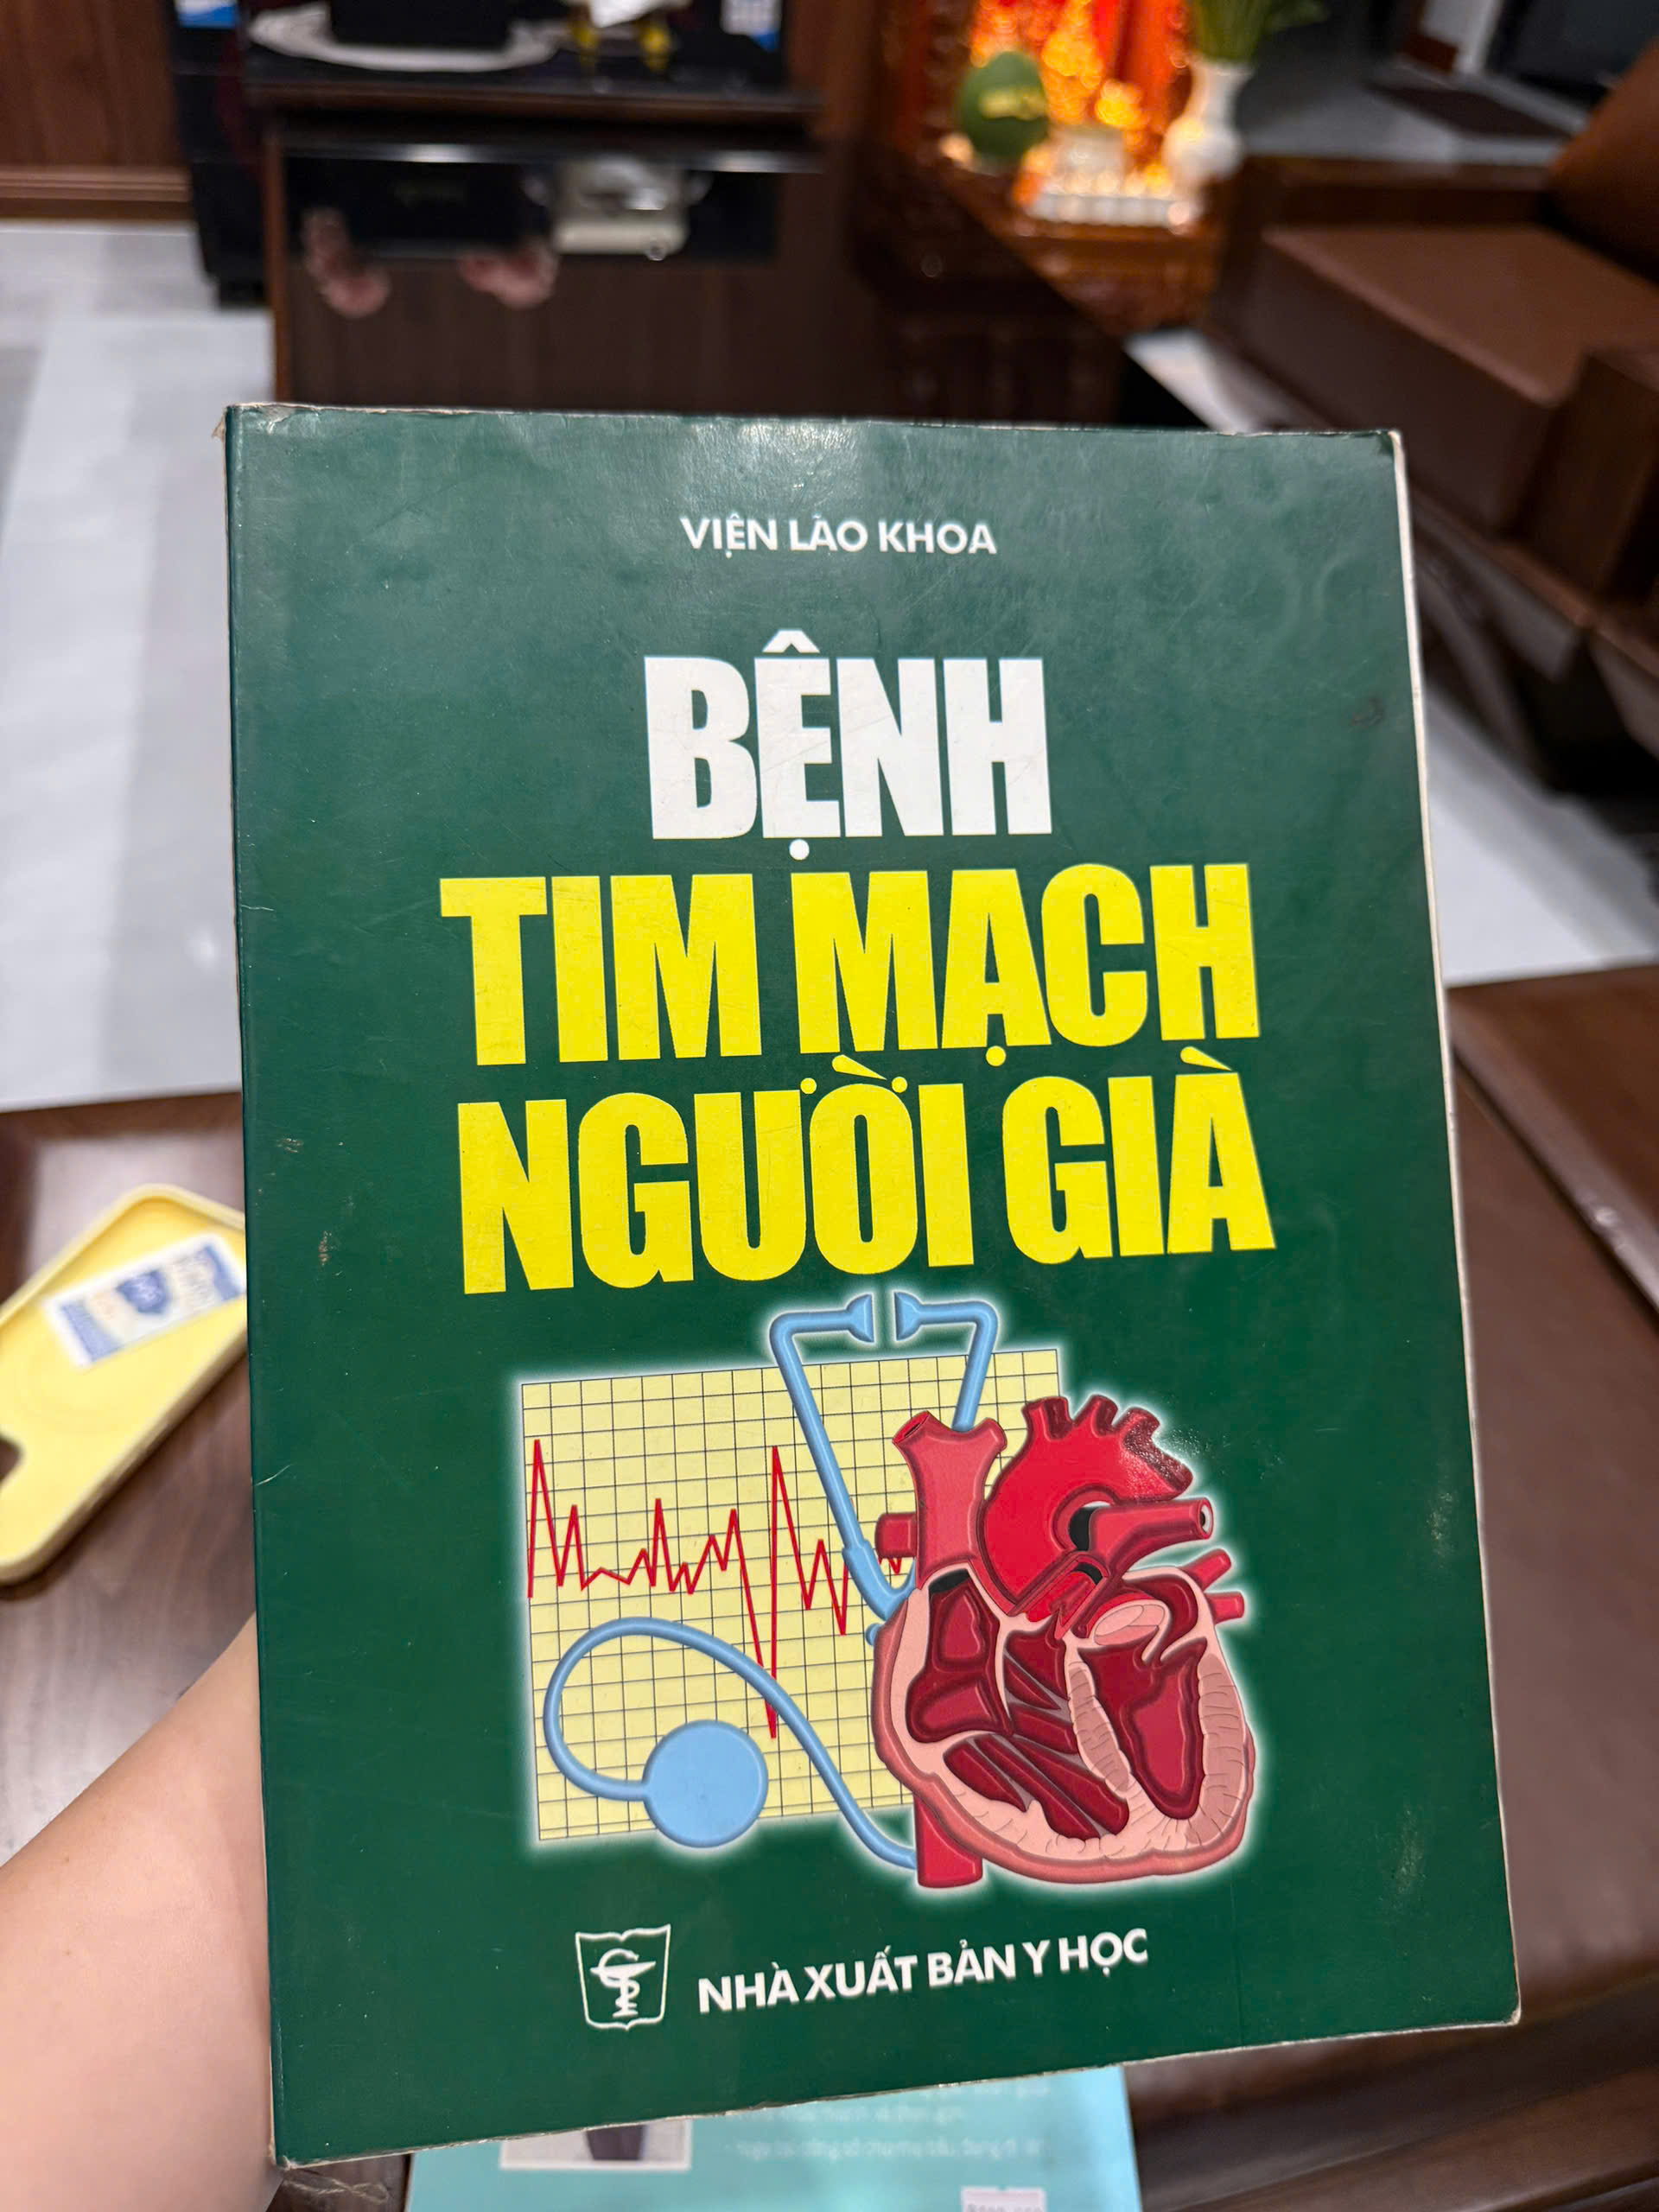 VIỆN LÃO KHOA
BỆNH
TIM MẠCH
NGƯỜI GIÀ
NHÀ XUẤT BẢN Y HỌC